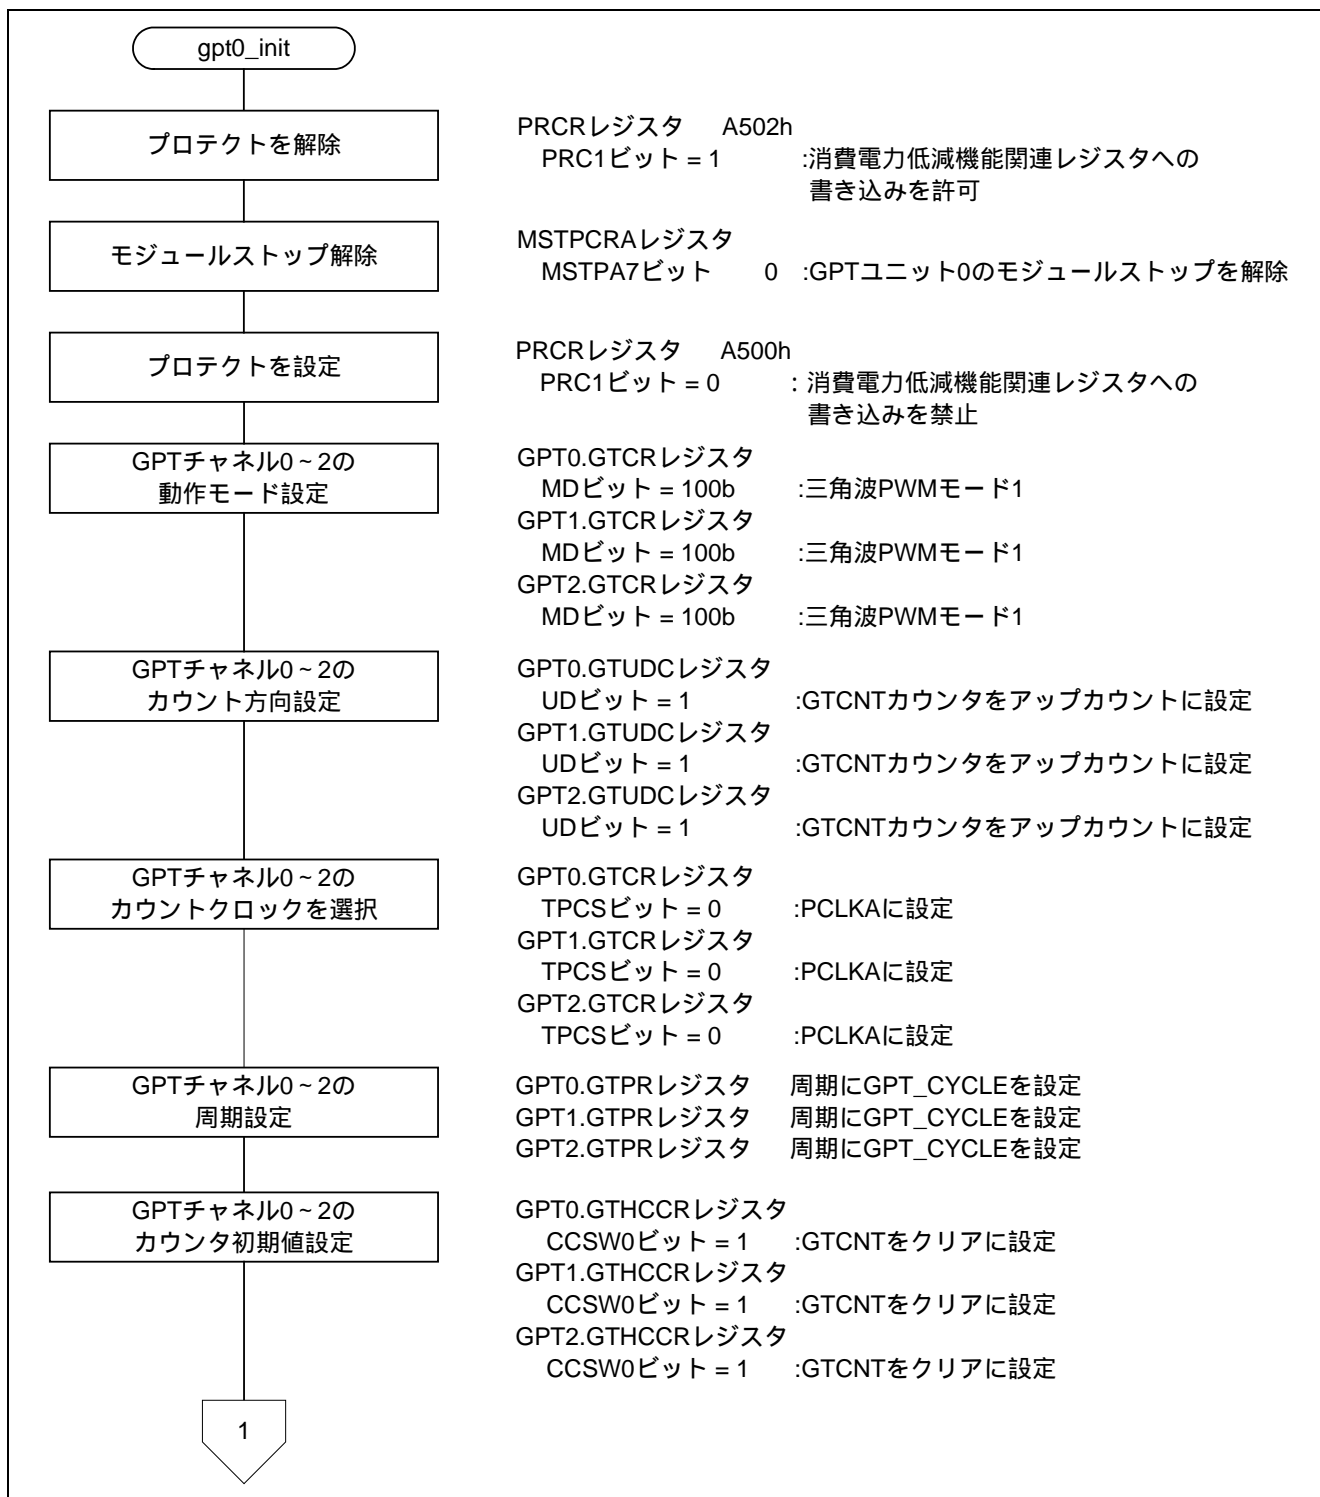 gpt0_init
プロテクトを解除
PRCRレジスタ A502h
PRC1ビット = 1 :消費電力低減機能関連レジスタへの
書き込みを許可
モジュールストップ解除
MSTPCRAレジスタ
MSTPA7ビット 0 :GPTユニット0のモジュールストップを解除
プロテクトを設定
PRCRレジスタ A500h
PRC1ビット = 0 : 消費電力低減機能関連レジスタへの
書き込みを禁止
GPTチャネル0~2の
動作モード設定
GPT0.GTCRレジスタ
MDビット = 100b :三角波PWMモード1
GPT1.GTCRレジスタ
MDビット = 100b :三角波PWMモード1
GPT2.GTCRレジスタ
MDビット = 100b :三角波PWMモード1
GPTチャネル0~2の
カウント方向設定
GPT0.GTUDCレジスタ
UDビット = 1 :GTCNTカウンタをアップカウントに設定
GPT1.GTUDCレジスタ
UDビット = 1 :GTCNTカウンタをアップカウントに設定
GPT2.GTUDCレジスタ
UDビット = 1 :GTCNTカウンタをアップカウントに設定
GPTチャネル0~2の
カウントクロックを選択
GPT0.GTCRレジスタ
TPCSビット = 0 :PCLKAに設定
GPT1.GTCRレジスタ
TPCSビット = 0 :PCLKAに設定
GPT2.GTCRレジスタ
TPCSビット = 0 :PCLKAに設定
GPTチャネル0~2の
周期設定
GPT0.GTPRレジスタ 周期にGPT_CYCLEを設定
GPT1.GTPRレジスタ 周期にGPT_CYCLEを設定
GPT2.GTPRレジスタ 周期にGPT_CYCLEを設定
GPTチャネル0~2の
カウンタ初期値設定
GPT0.GTHCCRレジスタ
CCSW0ビット = 1 :GTCNTをクリアに設定
GPT1.GTHCCRレジスタ
CCSW0ビット = 1 :GTCNTをクリアに設定
GPT2.GTHCCRレジスタ
CCSW0ビット = 1 :GTCNTをクリアに設定
1